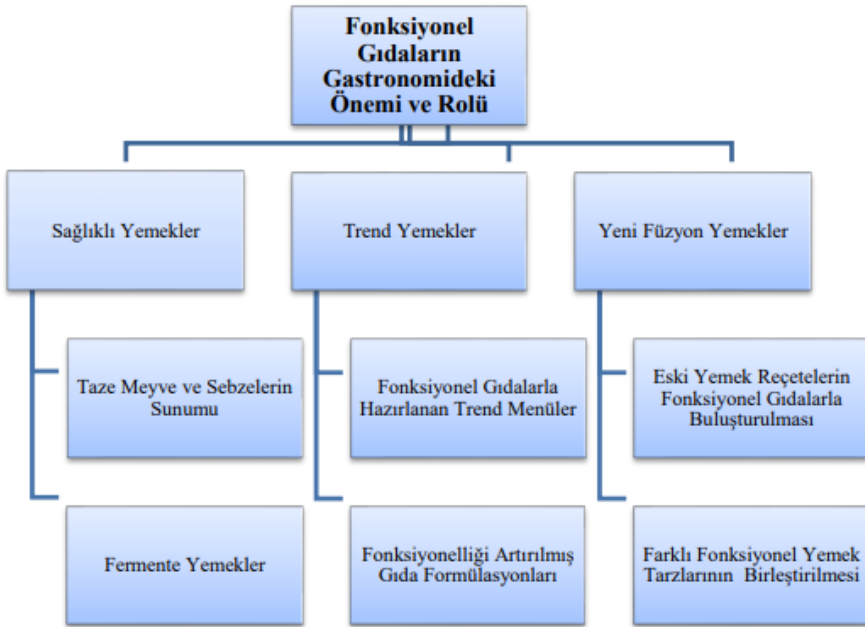 Fonksiyonel
Gıdaların
Gastronomideki
Önemi ve Rolü
Sağlıklı Yemekler
Trend Yemekler
Yeni Füzyon Yemekler
Taze Meyve ve Sebzelerin
Sunumu
Fonksiyonel Gıdalarla
Hazırlanan Trend Menüler
Eski Yemek Reçetelerin
Fonksiyonel Gıdalarla
Buluşturulması
Fermente Yemekler
Fonksiyonelliği Artırılmış
Gıda Formülasyonları
Farklı Fonksiyonel Yemek
Tarzlarının Birleştirilmesi